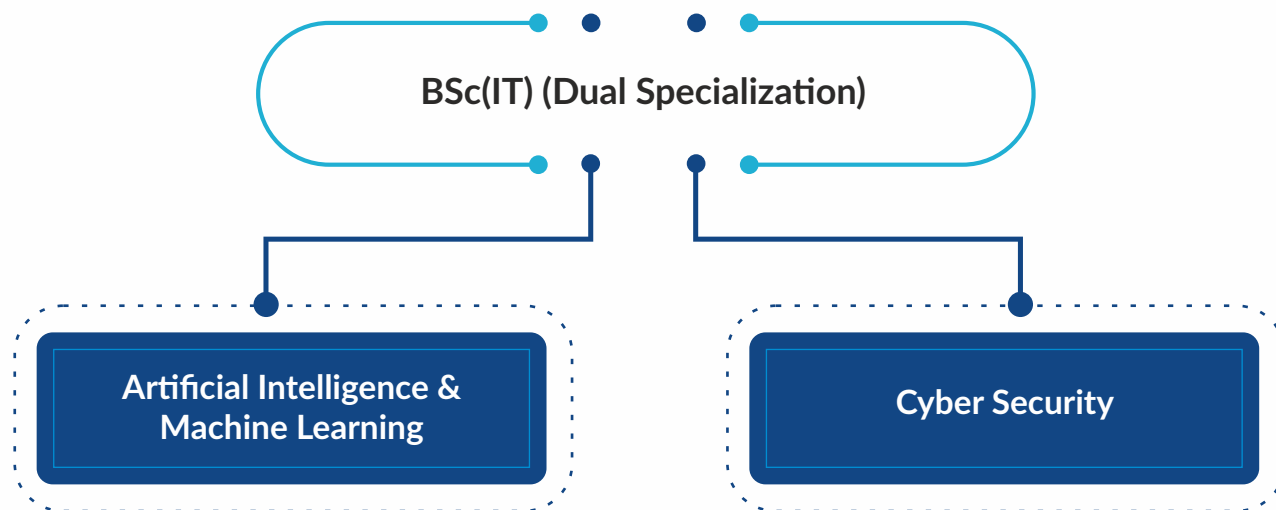 BSc(IT) (Dual Specialization)
Artificial Intelligence &
Machine Learning
Cyber Security